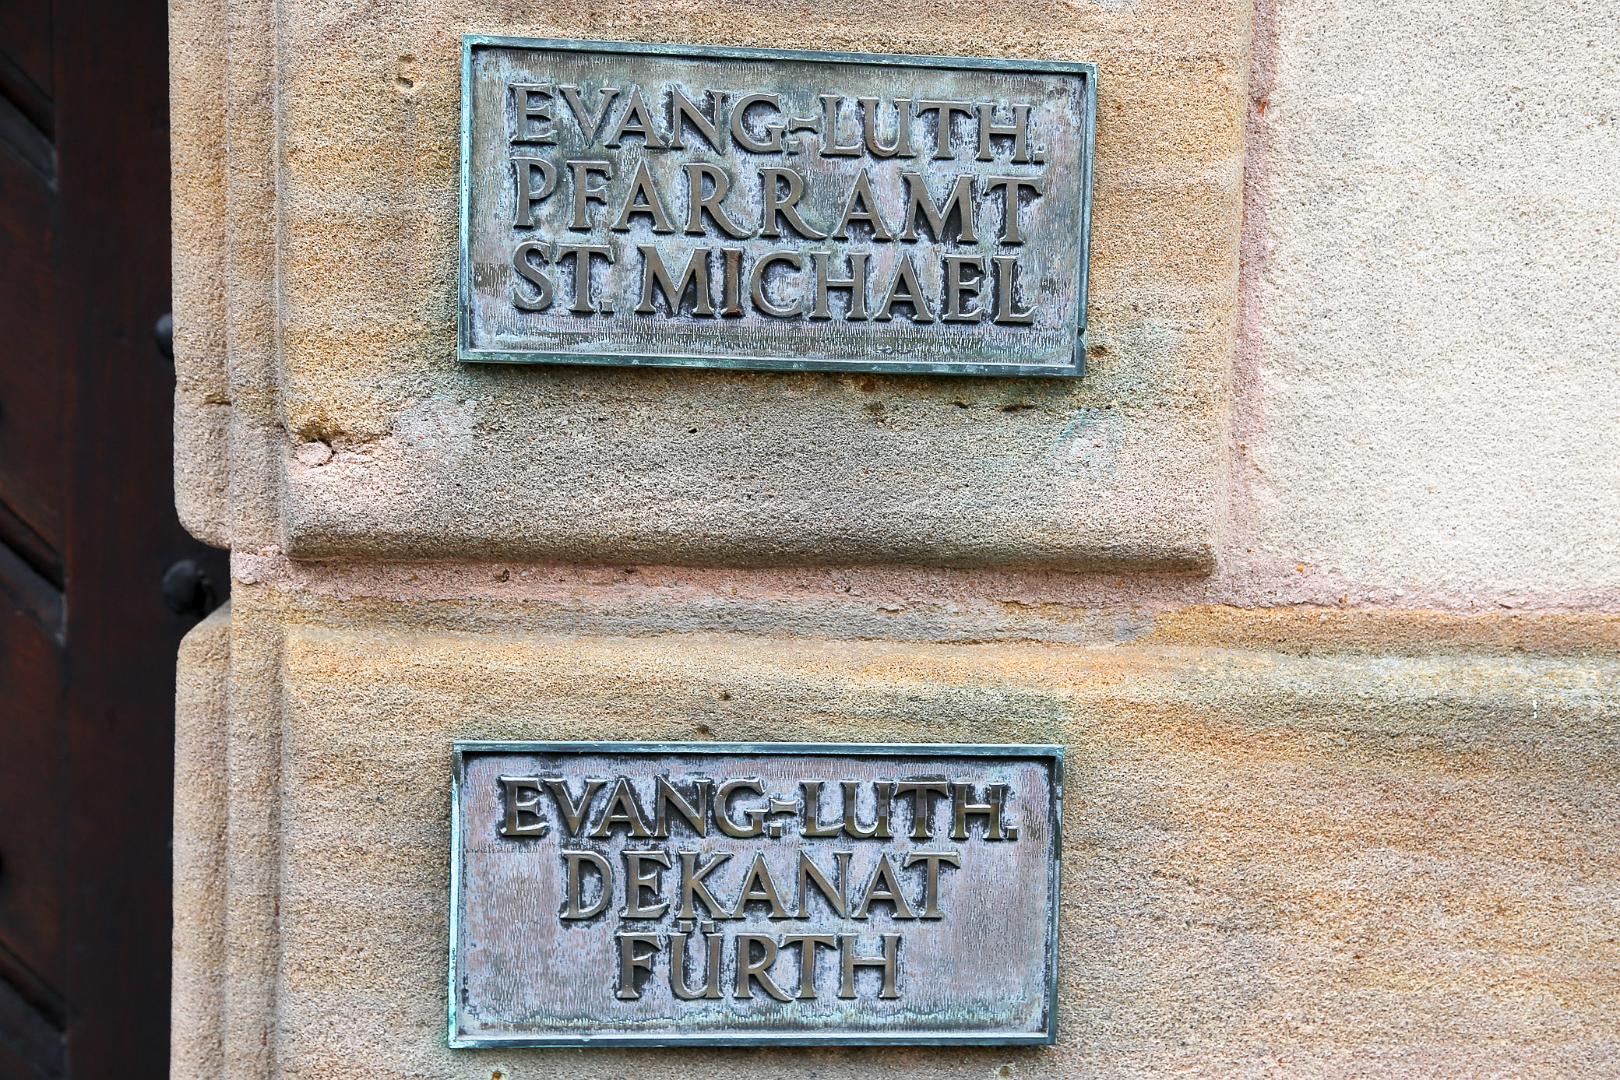 EVANG.-LUTH.
PFARRAMT
ST. MICHAEL
EVANG.-LUTH.
DEKANAT
FÜRTH